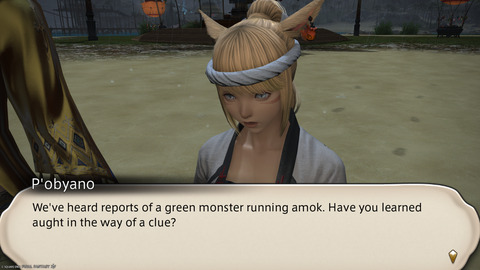 P'obyano
We've heard reports of a green monster running amok. Have you learned
aught in the way of a clue?